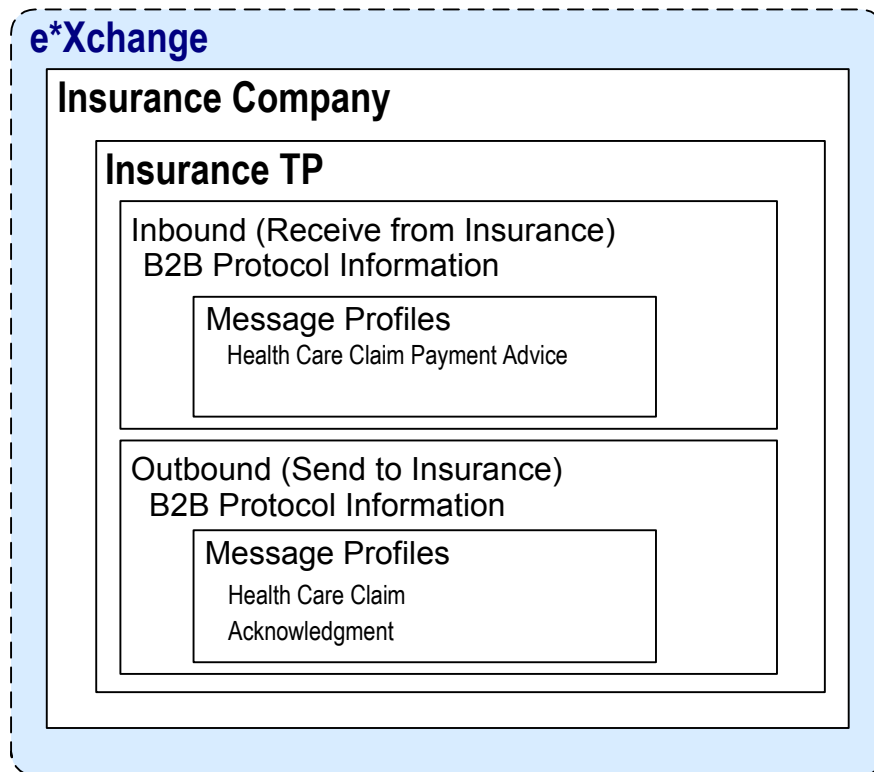 e*Xchange
Insurance Company
Insurance TP
Inbound (Receive from Insurance)
B2B Protocol Information
Message Profiles
Health Care Claim Payment Advice
Outbound (Send to Insurance)
B2B Protocol Information
Message Profiles
Health Care Claim
Acknowledgment